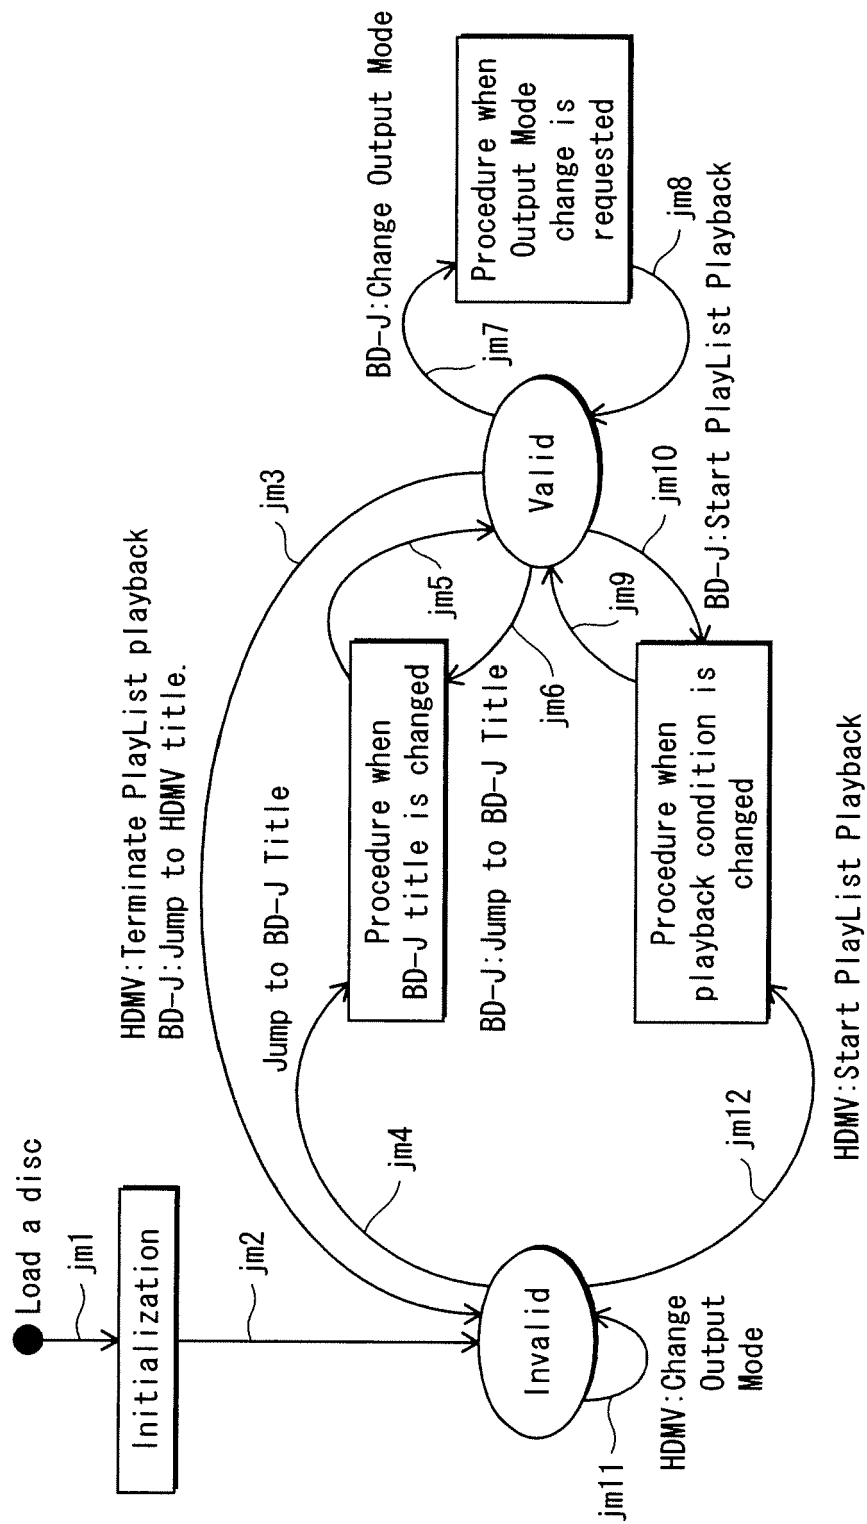 Load a disc
jm1
Initialization
jm2
HDMV:Terminate PlayList playback
BD-J:Jump to HDMV title.
jm3
Jump to BD-J Title
jm4
Procedure when
BD-J title is changed
jm5
jm6
BD-J:Jump to BD-J Title
BD-J:Change Output Mode
jm7
Procedure when
Output Mode
change is
requested
jm8
Valid
jm9
jm10
BD-J:Start PlayList Playback
Procedure when
playback condition is
changed
Invalid
jm11
HDMV:Change
Output
Mode
jm12
HDMV:Start PlayList Playback